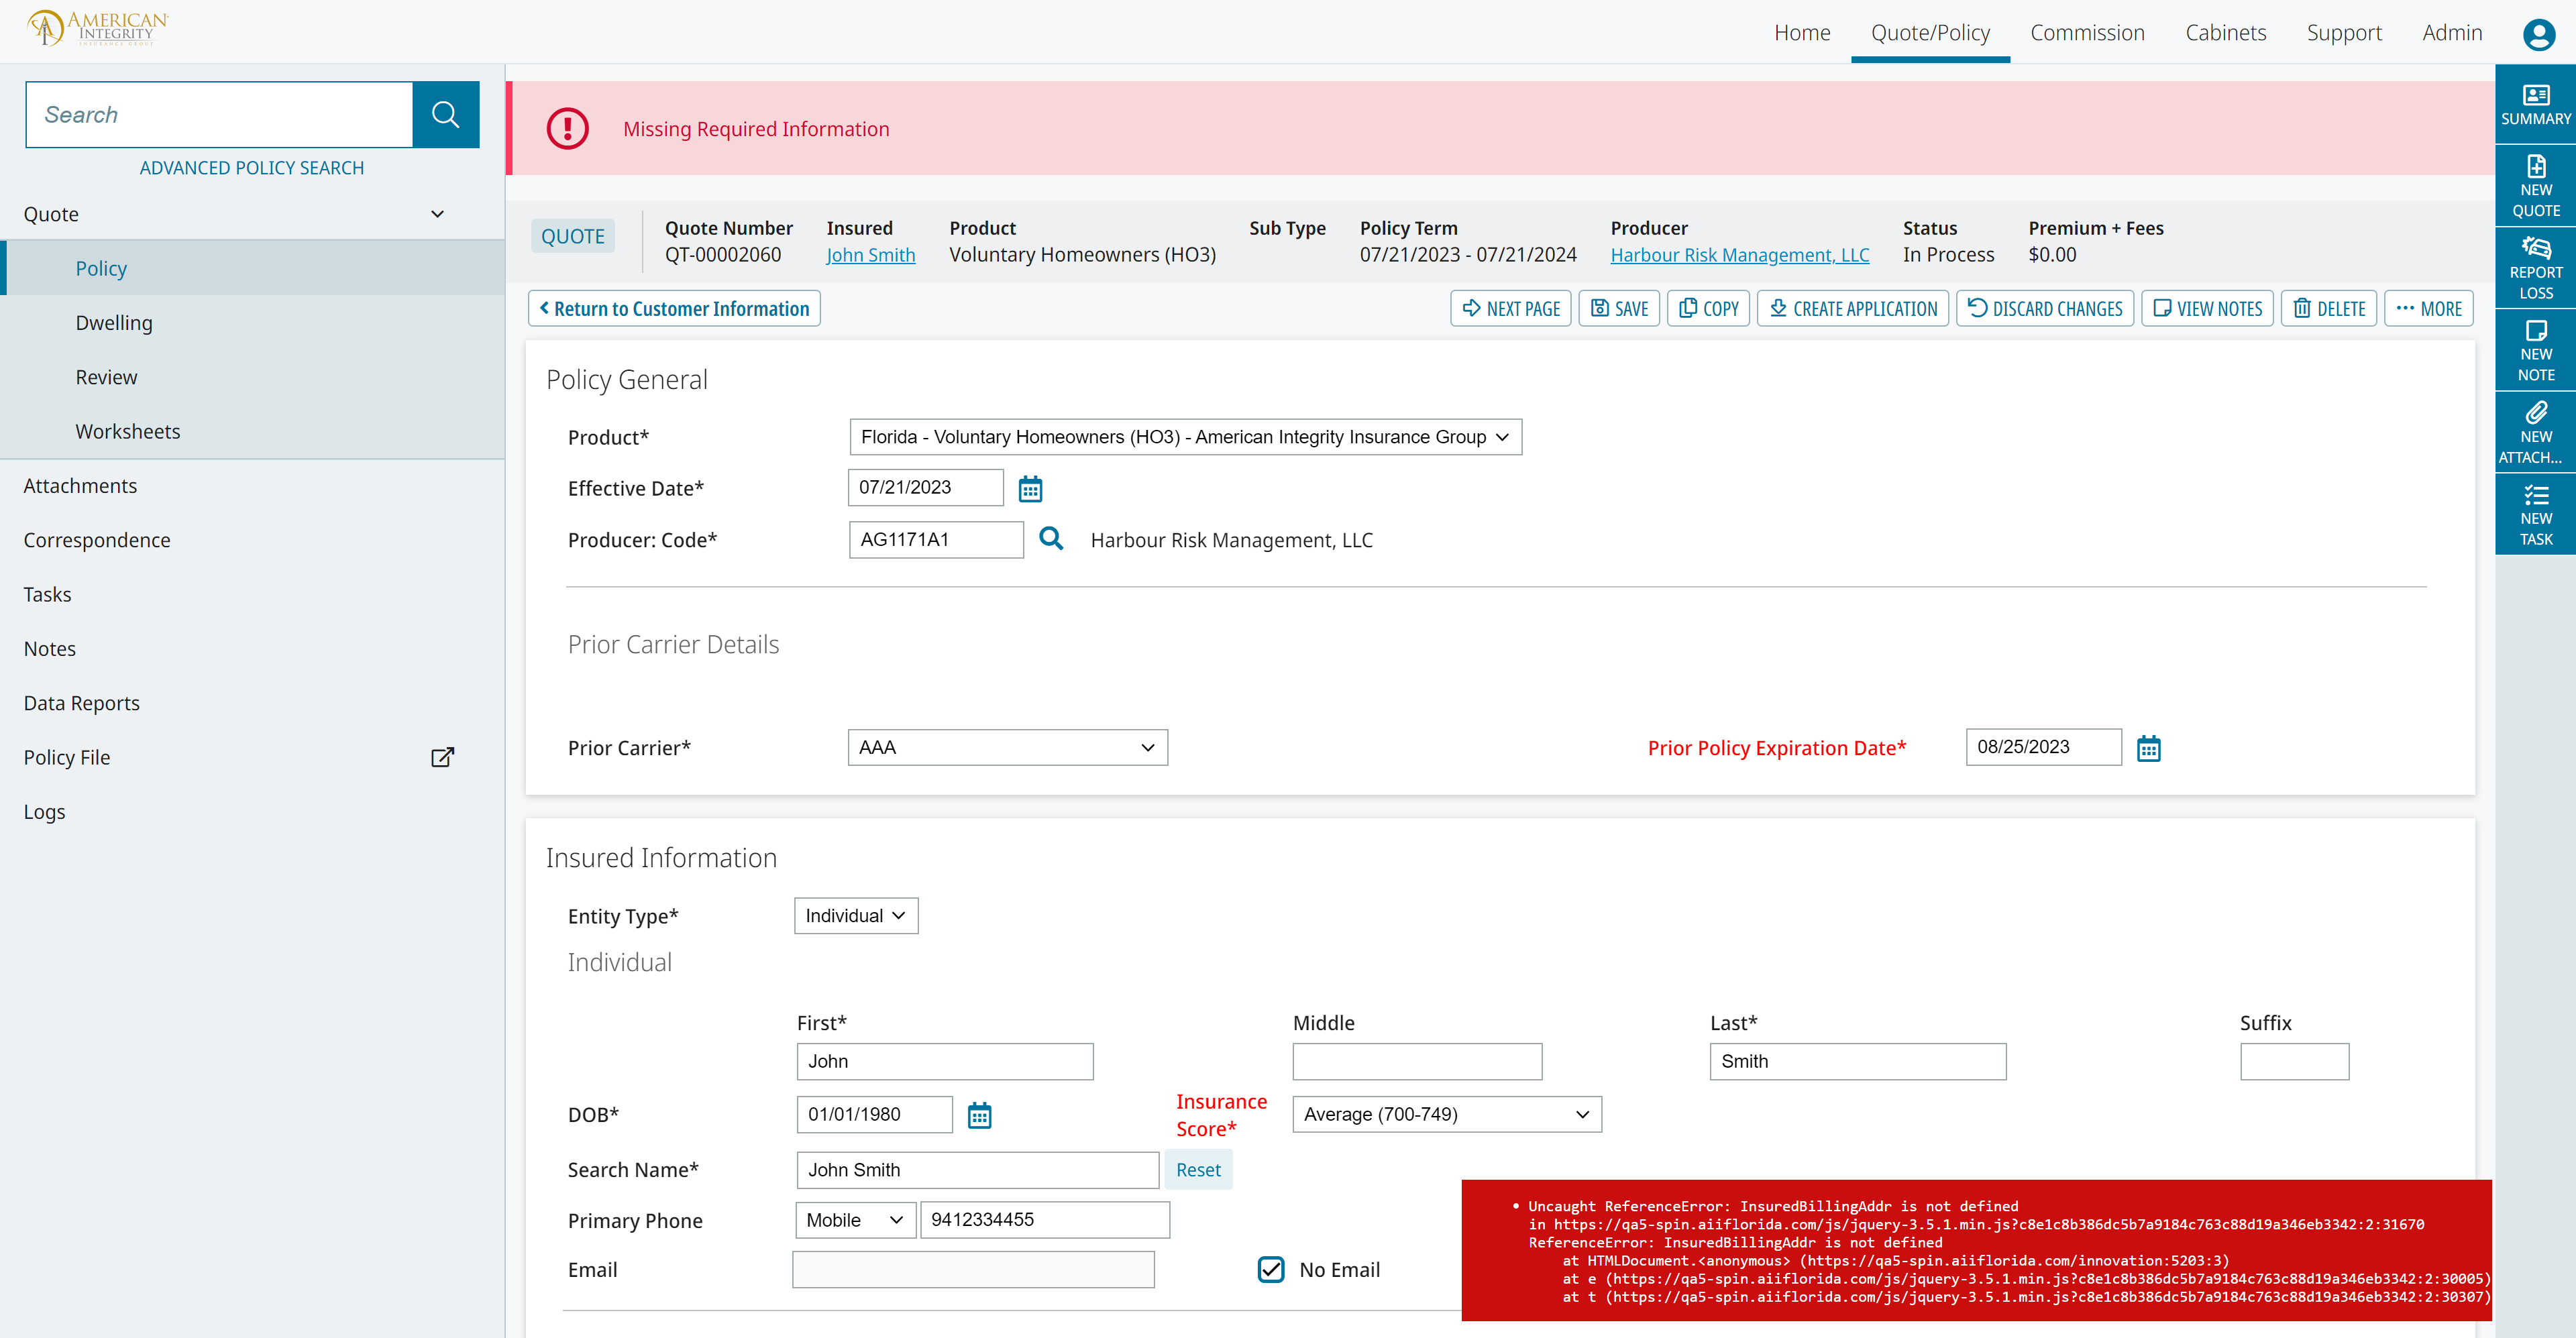 AMERICAN
INTEGRITY
INSURANCE GROUP
Home
Quote/Policy
Commission
Cabinets
Support
Admin
Search
ADVANCED POLICY SEARCH
Quote
Policy
Dwelling
Review
Worksheets
Attachments
Correspondence
Tasks
Notes
Data Reports
Policy File
Logs
Missing Required Information
QUOTE
Quote Number
QT-00002060
Insured
John Smith
Product
Voluntary Homeowners (HO3)
Sub Type
Policy Term
07/21/2023 - 07/21/2024
Producer
Harbour Risk Management, LLC
Status
In Process
Premium + Fees
$0.00
Return to Customer Information
NEXT PAGE
SAVE
COPY
CREATE APPLICATION
DISCARD CHANGES
VIEW NOTES
DELETE
MORE
Policy General
Product*
Florida - Voluntary Homeowners (HO3) - American Integrity Insurance Group
Effective Date*
07/21/2023
Producer: Code*
AG1171A1
Harbour Risk Management, LLC
Prior Carrier Details
Prior Carrier*
AAA
Prior Policy Expiration Date*
08/25/2023
Insured Information
Entity Type*
Individual
Individual
First*
Middle
Last*
Suffix
John
Smith
DOB*
01/01/1980
Insurance
Score*
Average (700-749)
Search Name*
John Smith
Reset
Primary Phone
Mobile
9412334455
Email
No Email
• Uncaught ReferenceError: InsuredBillingAddr is not defined
in https://qa5-spin.aiiflorida.com/js/jquery-3.5.1.min.js?c8e1c8b386dc5b7a9184c763c88d19a346eb3342:2:31670
ReferenceError: InsuredBillingAddr is not defined
at HTMLDocument.<anonymous> (https://qa5-spin.aiiflorida.com/innovation:5203:3)
at e (https://qa5-spin.aiiflorida.com/js/jquery-3.5.1.min.js?c8e1c8b386dc5b7a9184c763c88d19a346eb3342:2:30005)
at t (https://qa5-spin.aiiflorida.com/js/jquery-3.5.1.min.js?c8e1c8b386dc5b7a9184c763c88d19a346eb3342:2:30307)
SUMMARY
NEW
QUOTE
REPORT
LOSS
NEW
NOTE
NEW
ATTACH...
NEW
TASK